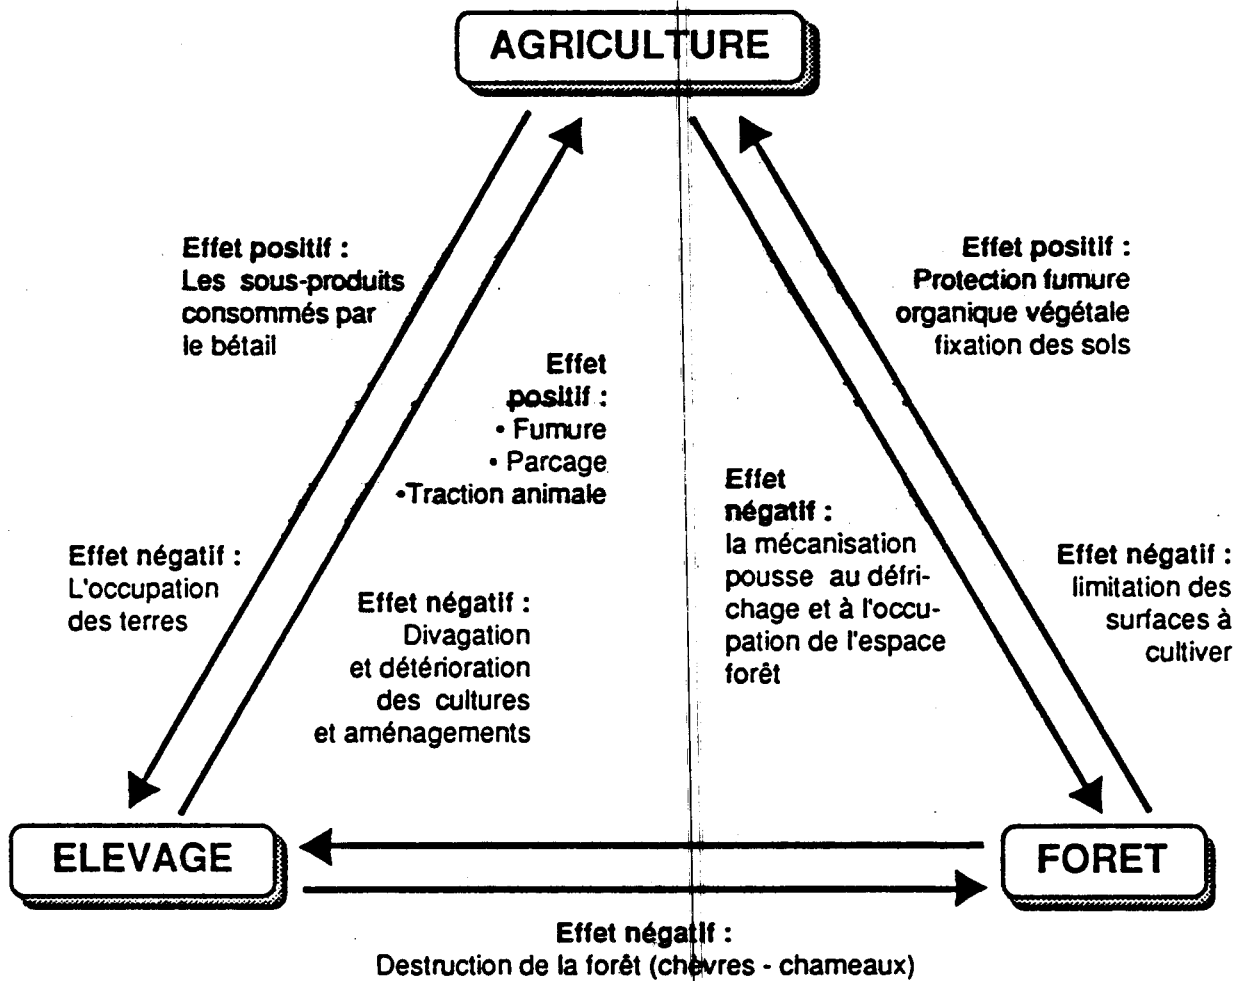 AGRICULTURE
Effet positif :
Les sous-produits
consommés par
le bétail
Effet positif :
Protection fumure
organique végétale
fixation des sols
Effet
positif :
• Fumure
• Parcage
•Traction animale
Effet
négatif :
la mécanisation
pousse au défri-
chage et à l'occu-
pation de l'espace
forêt
Effet négatif :
L'occupation
des terres
Effet négatif :
limitation des
surfaces à
cultiver
Effet négatif :
Divagation
et détérioration
des cultures
et aménagements
ELEVAGE
FORET
Effet négatif :
Destruction de la forêt (chèvres - chameaux)